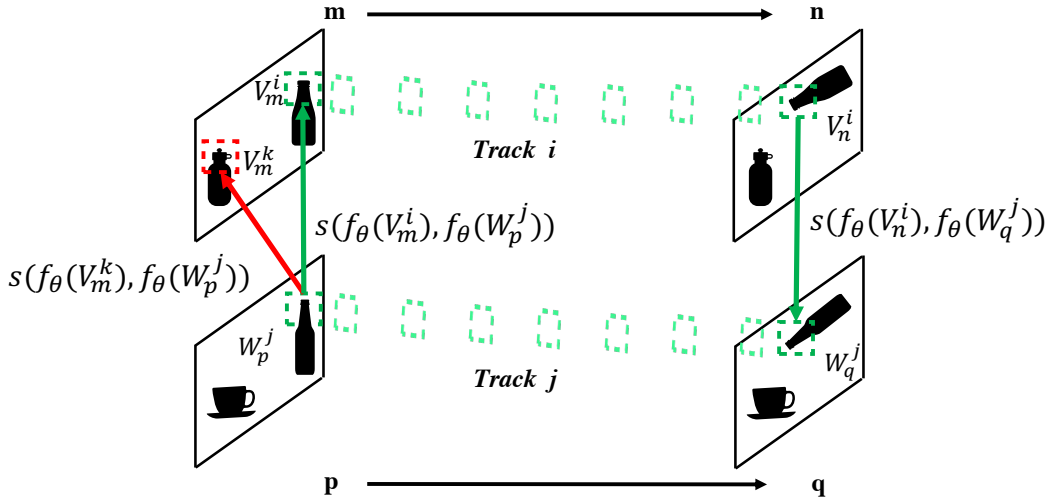 m
n
V_m^i
V_n^i
V_m^k
Track i
s(f_θ(V_m^i), f_θ(W_p^j))
s(f_θ(V_n^i), f_θ(W_q^j))
s(f_θ(V_m^k), f_θ(W_p^j))
W_p^j
W_q^j
Track j
p
q